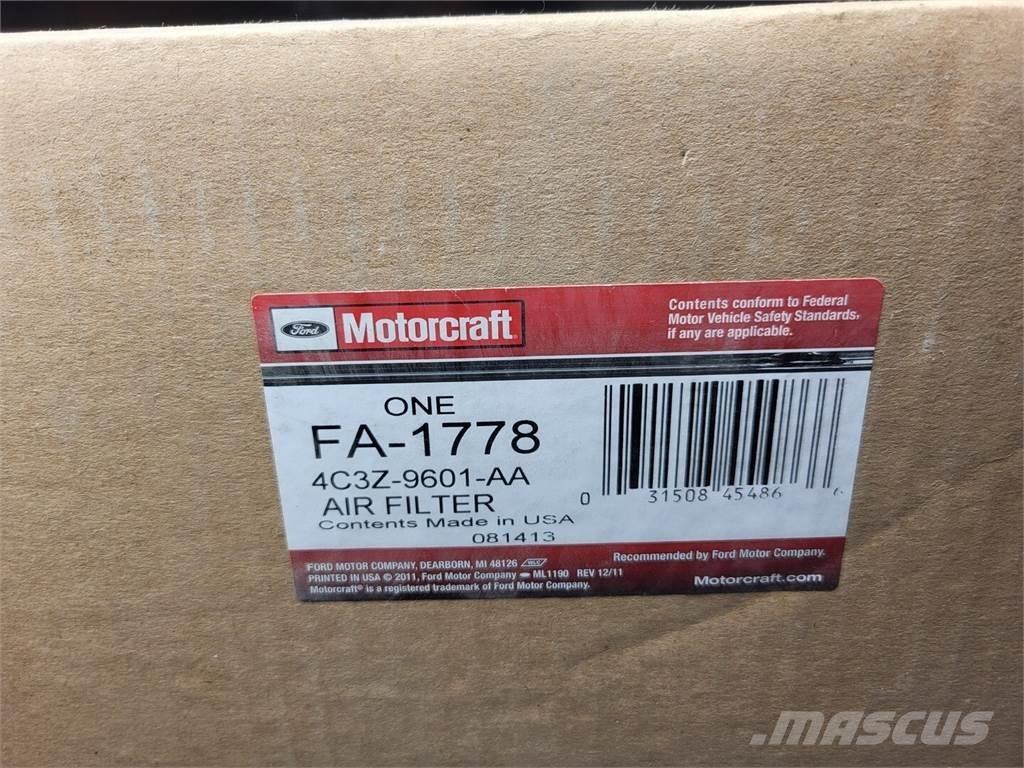 Ford Motorcraft
Contents conform to Federal
Motor Vehicle Safety Standards,
if any are applicable.
ONE
FA-1778
4C3Z-9601-AA
AIR FILTER
Contents Made in USA
081413
0 31508 45486 6
FORD MOTOR COMPANY, DEARBORN, MI 48126
PRINTED IN USA © 2011, Ford Motor Company ML1190 REV 12/11
Motorcraft® is a registered trademark of Ford Motor Company.
Recommended by Ford Motor Company.
Motorcraft.com
MASCUS